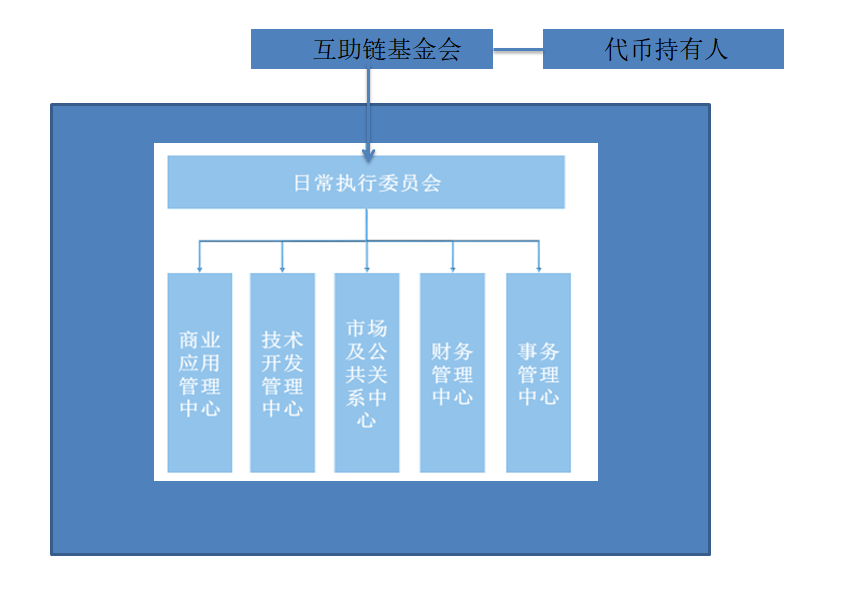 互助链基金会
代币持有人
日常执行委员会
商业
应用
管理
中心
技术
开发
管理
中心
市场
及公
共关
系中
心
财务
管理
中心
事务
管理
中心